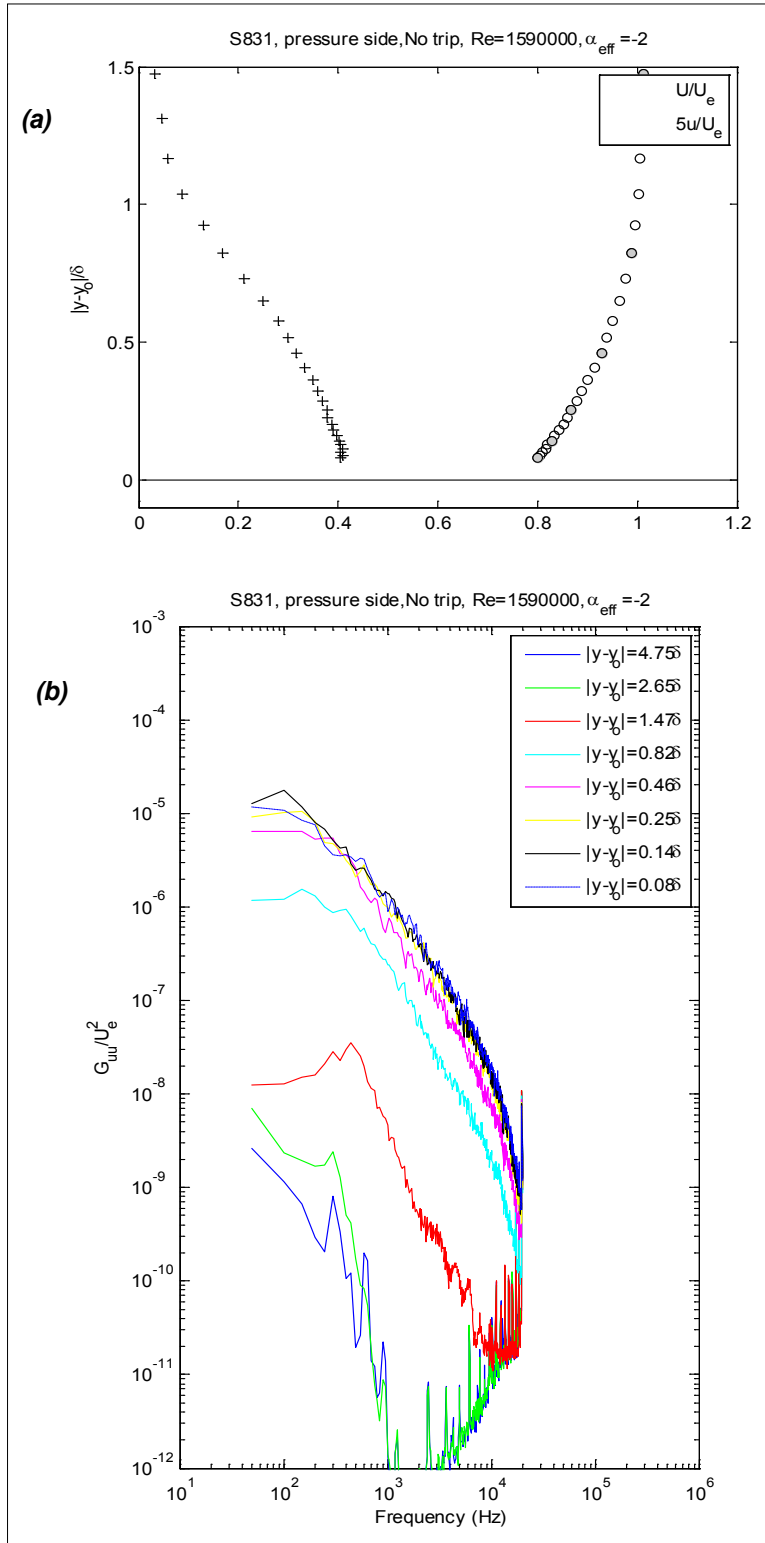 S831, pressure side,No trip, Re=1590000, α_eff =-2
(a)
1.5
1
0.5
0
|y-y_o|/δ
U/U_e
5u/U_e
0 0.2 0.4 0.6 0.8 1 1.2
S831, pressure side,No trip, Re=1590000, α_eff =-2
(b)
10^-3
10^-4
10^-5
10^-6
10^-7
10^-8
10^-9
10^-10
10^-11
10^-12
G_uu/U_e^2
|y-y_o|=4.75δ
|y-y_o|=2.65δ
|y-y_o|=1.47δ
|y-y_o|=0.82δ
|y-y_o|=0.46δ
|y-y_o|=0.25δ
|y-y_o|=0.14δ
|y-y_o|=0.08δ
10^1 10^2 10^3 10^4 10^5 10^6
Frequency (Hz)